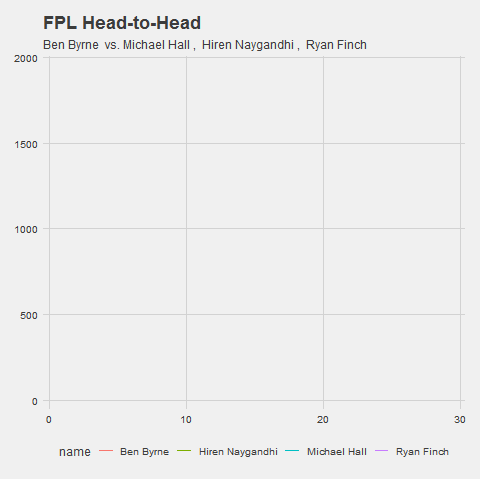 FPL Head-to-Head
Ben Byrne  vs. Michael Hall ,  Hiren Naygandhi ,  Ryan Finch
2000
1500
1000
500
0
0 10 20 30
name Ben Byrne Hiren Naygandhi Michael Hall Ryan Finch